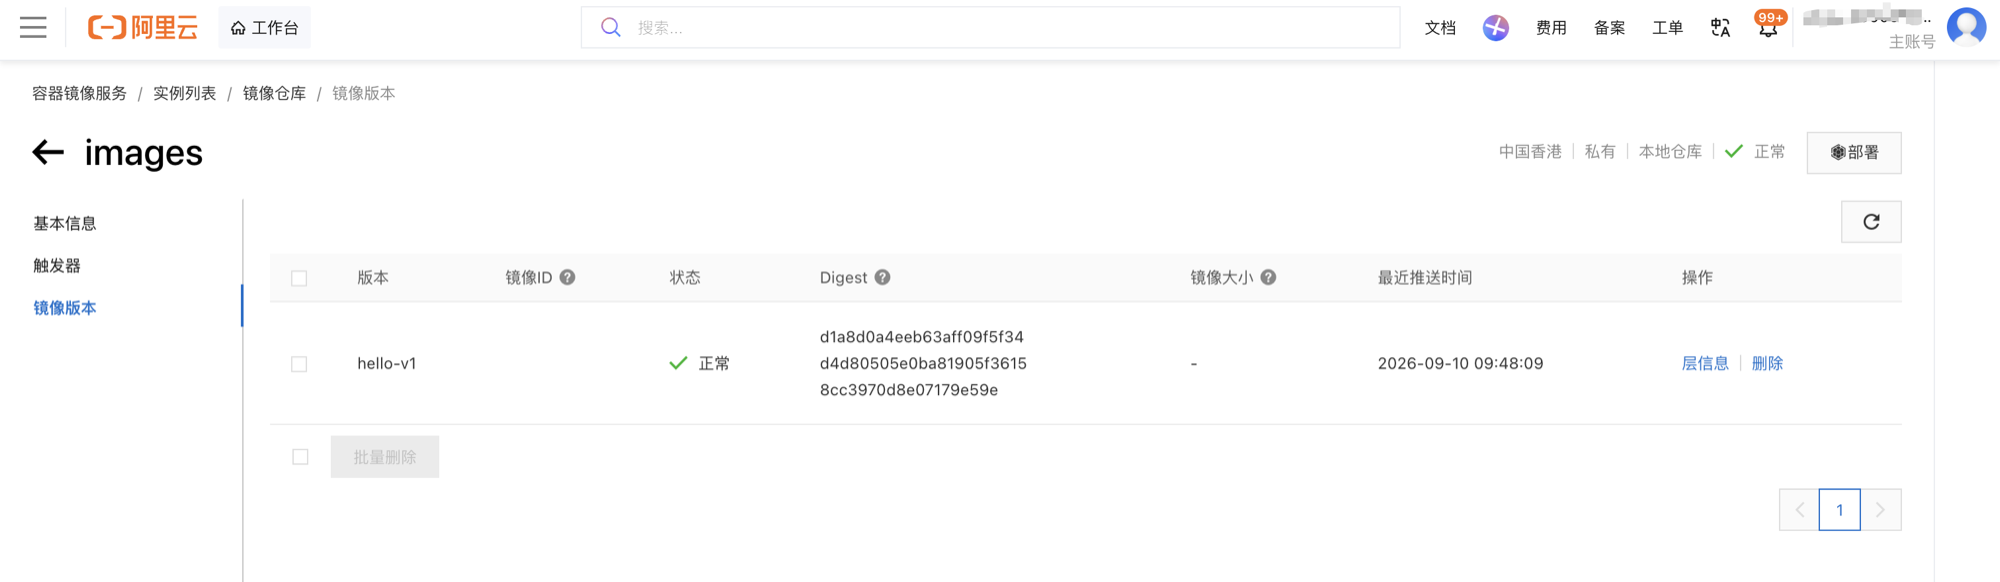 阿里云
工作台
搜索...
文档
费用
备案
工单
99+
主账号
容器镜像服务 / 实例列表 / 镜像仓库 / 镜像版本
images
中国香港 | 私有 | 本地仓库 | 正常
部署
基本信息
触发器
镜像版本
版本 镜像ID 状态 Digest 镜像大小 最近推送时间 操作
hello-v1 正常
d1a8d0a4eeb63aff09f5f34
d4d80505e0ba81905f3615
8cc3970d8e07179e59e
- 2026-09-10 09:48:09 层信息 | 删除
批量删除
1